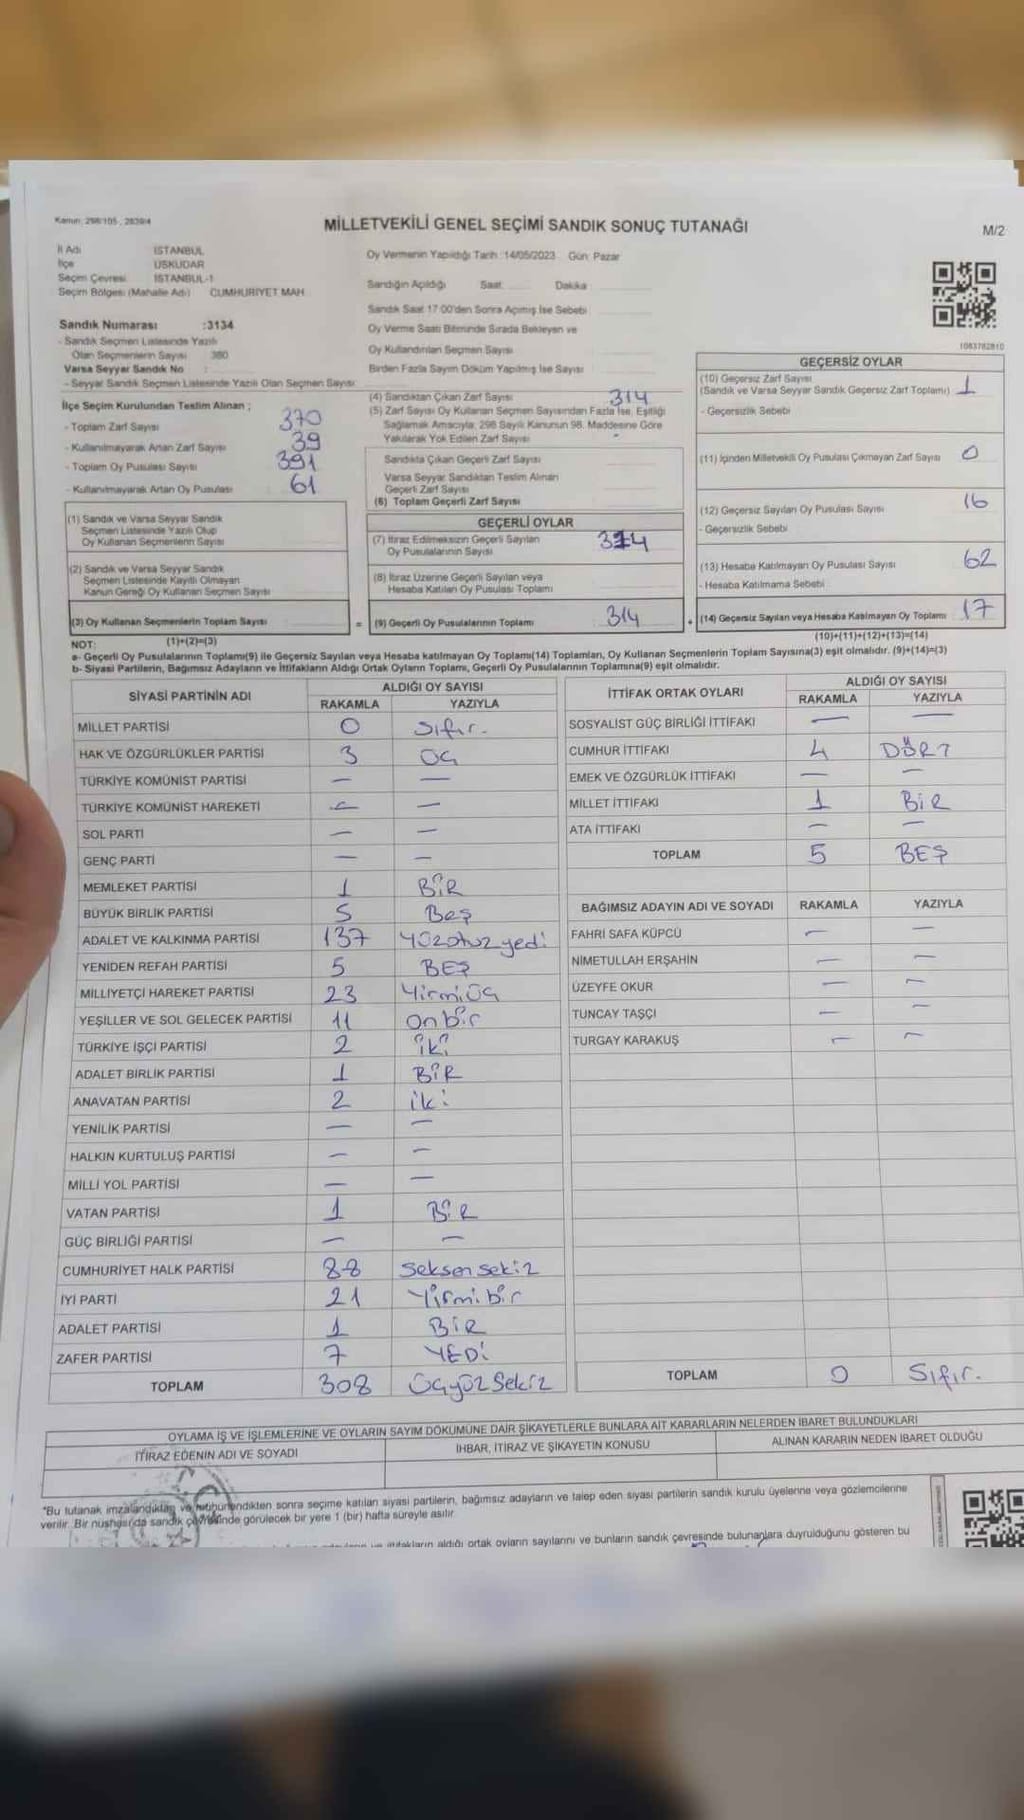 Kanun: 298/105 , 2839/4
MİLLETVEKİLİ GENEL SEÇİMİ SANDIK SONUÇ TUTANAĞI
M/2
İl Adı İSTANBUL
İlçe ÜSKÜDAR
Seçim Çevresi İSTANBUL-1
Seçim Bölgesi (Mahalle Adı) CUMHURİYET MAH.
Oy Vermenin Yapıldığı Tarih :14/05/2023 Gün: Pazar
Sandığın Açıldığı Saat Dakika
Sandık Saat 17:00'den Sonra Açılmış İse Sebebi
Oy Verme Saati Bitiminde Sırada Bekleyen ve
Oy Kullandırılan Seçmen Sayısı
Birden Fazla Sayım Döküm Yapılmış İse Sayısı
Sandık Numarası :3134
- Sandık Seçmen Listesinde Yazılı
Olan Seçmenlerin Sayısı : 380
Varsa Seyyar Sandık No :
- Seyyar Sandık Seçmen Listesinde Yazılı Olan Seçmen Sayısı
İlçe Seçim Kurulundan Teslim Alınan ;
- Toplam Zarf Sayısı 370
- Kullanılmayarak Artan Zarf Sayısı 39
- Toplam Oy Pusulası Sayısı 391
- Kullanılmayarak Artan Oy Pusulası 61
(1) Sandık ve Varsa Seyyar Sandık
Seçmen Listesinde Yazılı Olup
Oy Kullanan Seçmenlerin Sayısı
(2) Sandık ve Varsa Seyyar Sandık
Seçmen Listesinde Kayıtlı Olmayan
Kanun Gereği Oy Kullanan Seçmen Sayısı
(3) Oy Kullanan Seçmenlerin Toplam Sayısı
(1)+(2)=(3)
(4) Sandıktan Çıkan Zarf Sayısı 314
(5) Zarf Sayısı Oy Kullanan Seçmen Sayısından Fazla İse, Eşitliği
Sağlamak Amacıyla; 298 Sayılı Kanunun 98. Maddesine Göre
Yakılarak Yok Edilen Zarf Sayısı -
Sandıkta Çıkan Geçerli Zarf Sayısı
Varsa Seyyar Sandıktan Teslim Alınan
Geçerli Zarf Sayısı
(6) Toplam Geçerli Zarf Sayısı
GEÇERLİ OYLAR
(7) İtiraz Edilmeksizin Geçerli Sayılan
Oy Pusulalarının Sayısı 314
(8) İtiraz Üzerine Geçerli Sayılan veya
Hesaba Katılan Oy Pusulası Toplamı
= (9) Geçerli Oy Pusulalarının Toplamı 314
1083782810
GEÇERSİZ OYLAR
(10) Geçersiz Zarf Sayısı
(Sandık ve Varsa Seyyar Sandık Geçersiz Zarf Toplamı) 1
- Geçersizlik Sebebi
(11) İçinden Milletvekili Oy Pusulası Çıkmayan Zarf Sayısı 0
(12) Geçersiz Sayılan Oy Pusulası Sayısı 16
- Geçersizlik Sebebi
(13) Hesaba Katılmayan Oy Pusulası Sayısı 62
- Hesaba Katılmama Sebebi
+ (14) Geçersiz Sayılan veya Hesaba Katılmayan Oy Toplamı 17
(10)+(11)+(12)+(13)=(14)
NOT:
a- Geçerli Oy Pusulalarının Toplamı(9) ile Geçersiz Sayılan veya Hesaba katılmayan Oy Toplamı(14) Toplamları, Oy Kullanan Seçmenlerin Toplam Sayısına(3) eşit olmalıdır. (9)+(14)=(3)
b- Siyasi Partilerin, Bağımsız Adayların ve İttifakların Aldığı Ortak Oyların Toplamı, Geçerli Oy Pusulalarının Toplamına(9) eşit olmalıdır.
SİYASİ PARTİNİN ADI ALDIĞI OY SAYISI
RAKAMLA YAZIYLA
MİLLET PARTİSİ 0 Sıfır.
HAK VE ÖZGÜRLÜKLER PARTİSİ 3 Üç
TÜRKİYE KOMÜNİST PARTİSİ — —
TÜRKİYE KOMÜNİST HAREKETİ — —
SOL PARTİ — —
GENÇ PARTİ — —
MEMLEKET PARTİSİ 1 BİR
BÜYÜK BİRLİK PARTİSİ 5 Beş
ADALET VE KALKINMA PARTİSİ 137 Yüzotuzyedi
YENİDEN REFAH PARTİSİ 5 BEŞ
MİLLİYETÇİ HAREKET PARTİSİ 23 Yirmiüç
YEŞİLLER VE SOL GELECEK PARTİSİ 11 onbir
TÜRKİYE İŞÇİ PARTİSİ 2 iki
ADALET BİRLİK PARTİSİ 1 BİR
ANAVATAN PARTİSİ 2 iki
YENİLİK PARTİSİ — —
HALKIN KURTULUŞ PARTİSİ — —
MİLLİ YOL PARTİSİ — —
VATAN PARTİSİ 1 BİR
GÜÇ BİRLİĞİ PARTİSİ — —
CUMHURİYET HALK PARTİSİ 88 Seksensekiz
İYİ PARTİ 21 Yirmibir
ADALET PARTİSİ 1 BİR
ZAFER PARTİSİ 7 YEDİ
TOPLAM 308 Üçyüzsekiz
İTTİFAK ORTAK OYLARI ALDIĞI OY SAYISI
RAKAMLA YAZIYLA
SOSYALİST GÜÇ BİRLİĞİ İTTİFAKI — —
CUMHUR İTTİFAKI 4 DÖRT
EMEK VE ÖZGÜRLÜK İTTİFAKI — —
MİLLET İTTİFAKI 1 BİR
ATA İTTİFAKI — —
TOPLAM 5 BEŞ
BAĞIMSIZ ADAYIN ADI VE SOYADI RAKAMLA YAZIYLA
FAHRİ SAFA KÜPCÜ — —
NİMETULLAH ERŞAHİN — —
ÜZEYFE OKUR — —
TUNCAY TAŞÇI — —
TURGAY KARAKUŞ — —
TOPLAM 0 Sıfır.
OYLAMA İŞ VE İŞLEMLERİNE VE OYLARIN SAYIM DÖKÜMÜNE DAİR ŞİKAYETLERLE BUNLARA AİT KARARLARIN NELERDEN İBARET BULUNDUKLARI
İTİRAZ EDENİN ADI VE SOYADI İHBAR, İTİRAZ VE ŞİKAYETİN KONUSU ALINAN KARARIN NEDEN İBARET OLDUĞU
*Bu tutanak imzalandıktan ve mühürlendikten sonra seçime katılan siyasi partilerin, bağımsız adayların ve talep eden siyasi partilerin sandık kurulu üyelerine veya gözlemcilerine
verilir. Bir nüshası da sandık çevresinde görülecek bir yere 1 (bir) hafta süreyle asılır.
ve ittifakların aldığı ortak oyların sayılarını ve bunların sandık çevresinde bulunanlara duyrulduğunu gösteren bu